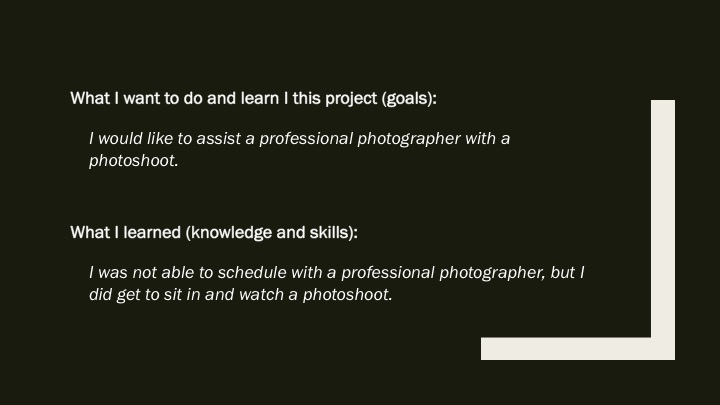 What I want to do and learn I this project (goals):
I would like to assist a professional photographer with a
photoshoot.
What I learned (knowledge and skills):
I was not able to schedule with a professional photographer, but I
did get to sit in and watch a photoshoot.